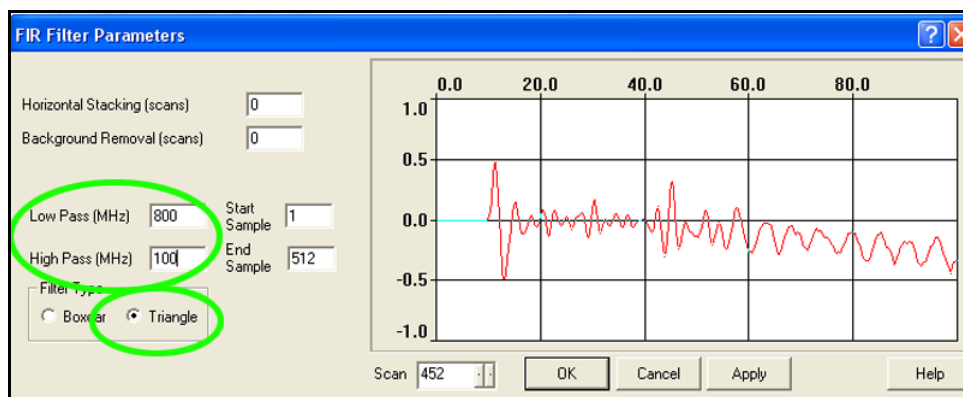 FIR Filter Parameters
Horizontal Stacking (scans) 0
Background Removal (scans) 0
Low Pass (MHz) 800
Start Sample 1
High Pass (MHz) 100
End Sample 512
Filter Type
Boxcar Triangle
0.0 20.0 40.0 60.0 80.0
1.0
0.5
0.0
-0.5
-1.0
Scan 452 OK Cancel Apply Help